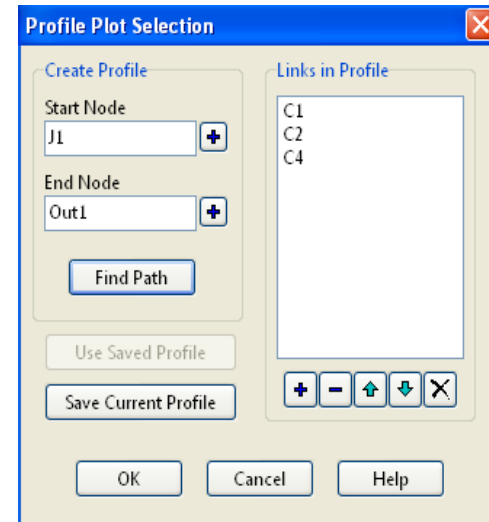 Profile Plot Selection
Create Profile
Start Node
J1
End Node
Out1
Find Path
Use Saved Profile
Save Current Profile
Links in Profile
C1
C2
C4
OK
Cancel
Help